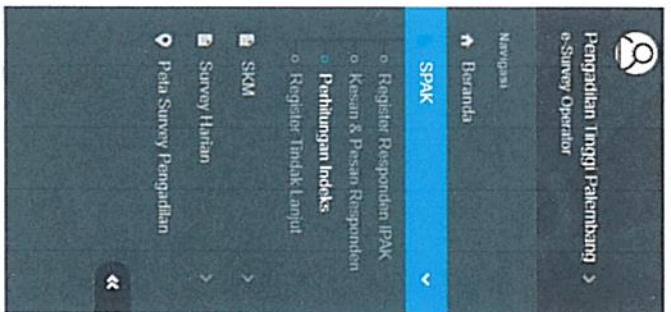 Pengadilan Tinggi Palembang
e-Survey Operator
Navigasi
Beranda
SPAK
Register Responden IPAK
Kesan & Pesan Responden
Perhitungan Indeks
Register Tindak Lanjut
SKM
Survey Harian
Peta Survey Pengadilan